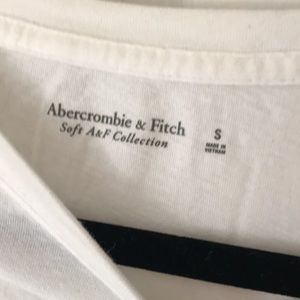 Abercrombie & Fitch
Soft A&F Collection
S
MADE IN
VIETNAM